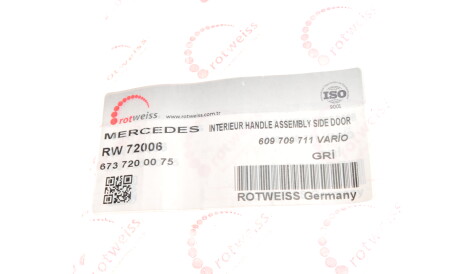 rotweiss
www.rotweiss.com.tr
ISO
MERCEDES INTERIEUR HANDLE ASSEMBLY SIDE DOOR
RW 72006 609 709 711 VARİO
673 720 00 75 GRİ
ROTWEISS Germany